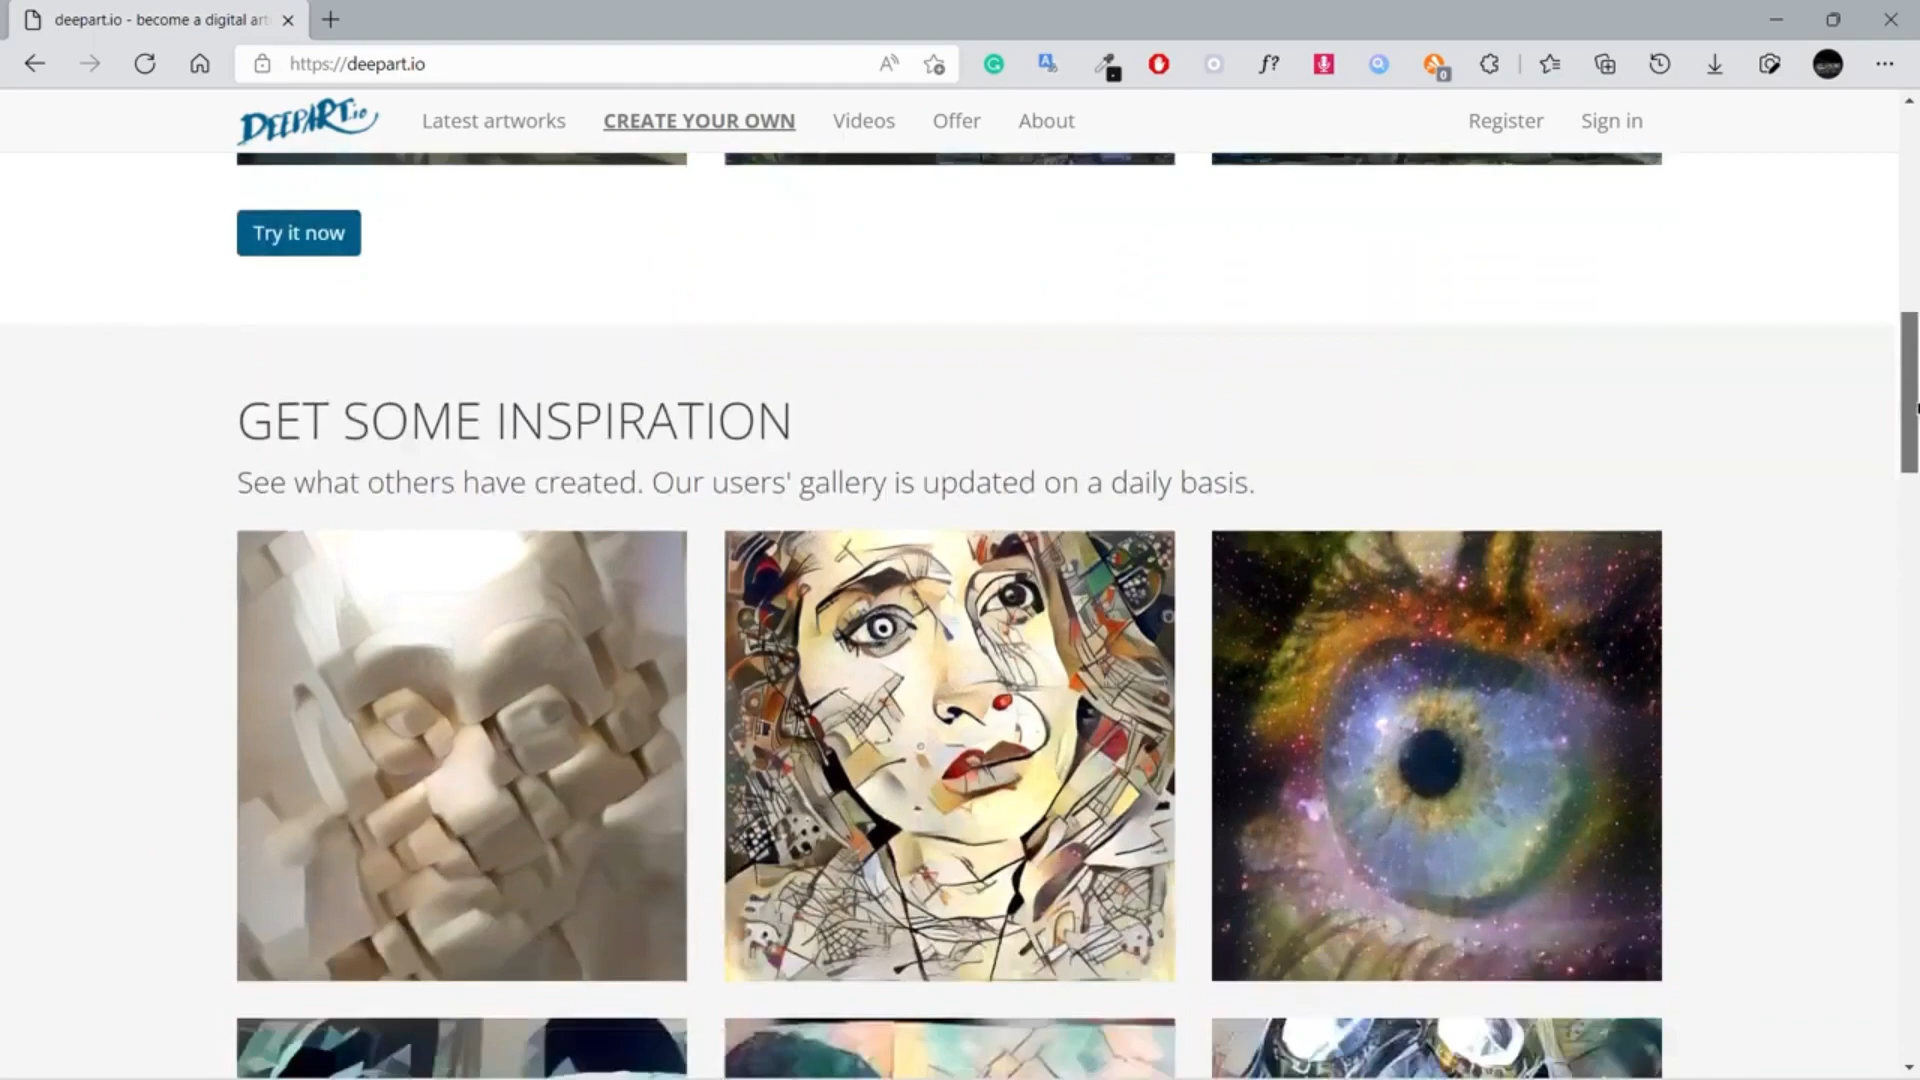 deepart.io - become a digital art
https://deepart.io
DEEPART.io
Latest artworks
CREATE YOUR OWN
Videos
Offer
About
Register
Sign in
Try it now
GET SOME INSPIRATION
See what others have created. Our users' gallery is updated on a daily basis.